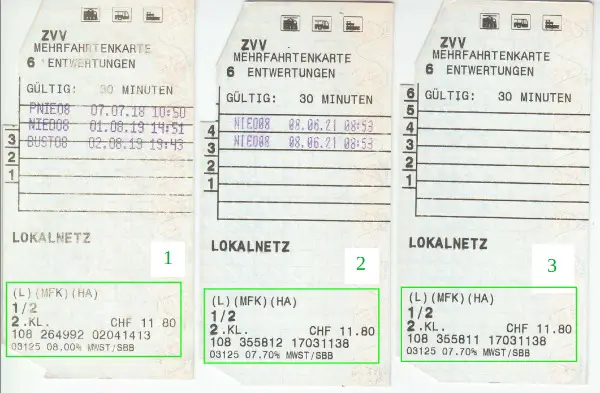 ZVV
MEHRFAHRTENKARTE
6 ENTWERTUNGEN
GÜLTIG: 30 MINUTEN
PNIE08 07.07.18 10:50
NIE008 01.08.19 14:51
3 BUST08 02.08.19 19:43
2
1
LOKALNETZ
1
(L)(MFK)(HA)
1/2
2.KL. CHF 11.80
108 264992 02041413
03125 08.00% MWST/SBB
ZVV
MEHRFAHRTENKARTE
6 ENTWERTUNGEN
GÜLTIG: 30 MINUTEN
4 NIE008 08.06.21 08:53
3 NIE008 08.06.21 08:53
2
1
LOKALNETZ
2
(L)(MFK)(HA)
1/2
2.KL. CHF 11.80
108 355812 17031138
03125 07.70% MWST/SBB
ZVV
MEHRFAHRTENKARTE
6 ENTWERTUNGEN
GÜLTIG: 30 MINUTEN
6
5
4
3
2
1
LOKALNETZ
3
(L)(MFK)(HA)
1/2
2.KL. CHF 11.80
108 355811 17031138
03125 07.70% MWST/SBB